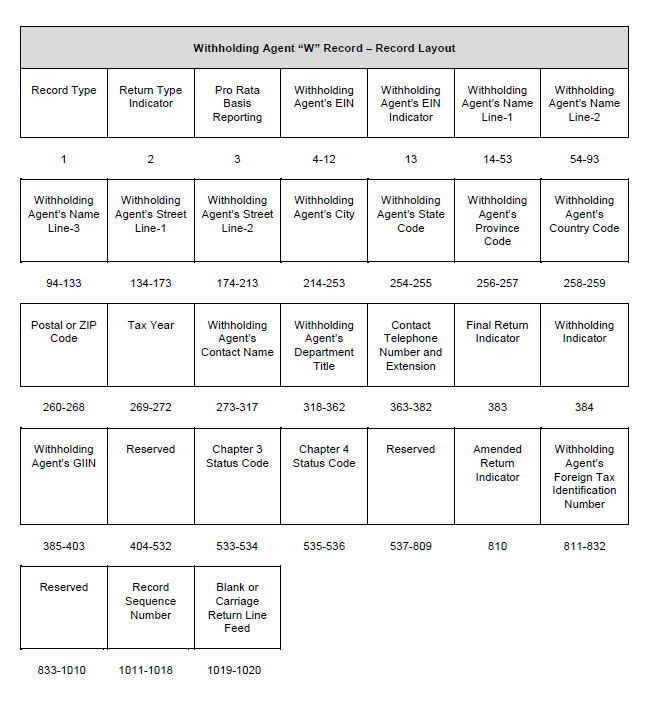 Withholding Agent “W” Record – Record Layout
Record Type
Return Type
Indicator
Pro Rata
Basis
Reporting
Withholding
Agent’s EIN
Withholding
Agent’s EIN
Indicator
Withholding
Agent’s Name
Line-1
Withholding
Agent’s Name
Line-2
1
2
3
4-12
13
14-53
54-93
Withholding
Agent’s Name
Line-3
Withholding
Agent’s Street
Line-1
Withholding
Agent’s Street
Line-2
Withholding
Agent’s City
Withholding
Agent’s State
Code
Withholding
Agent’s
Province
Code
Withholding
Agent’s
Country Code
94-133
134-173
174-213
214-253
254-255
256-257
258-259
Postal or ZIP
Code
Tax Year
Withholding
Agent’s
Contact Name
Withholding
Agent’s
Department
Title
Contact
Telephone
Number and
Extension
Final Return
Indicator
Withholding
Indicator
260-268
269-272
273-317
318-362
363-382
383
384
Withholding
Agent’s GIIN
Reserved
Chapter 3
Status Code
Chapter 4
Status Code
Reserved
Amended
Return
Indicator
Withholding
Agent’s
Foreign Tax
Identification
Number
385-403
404-532
533-534
535-536
537-809
810
811-832
Reserved
Record
Sequence
Number
Blank or
Carriage
Return Line
Feed
833-1010
1011-1018
1019-1020